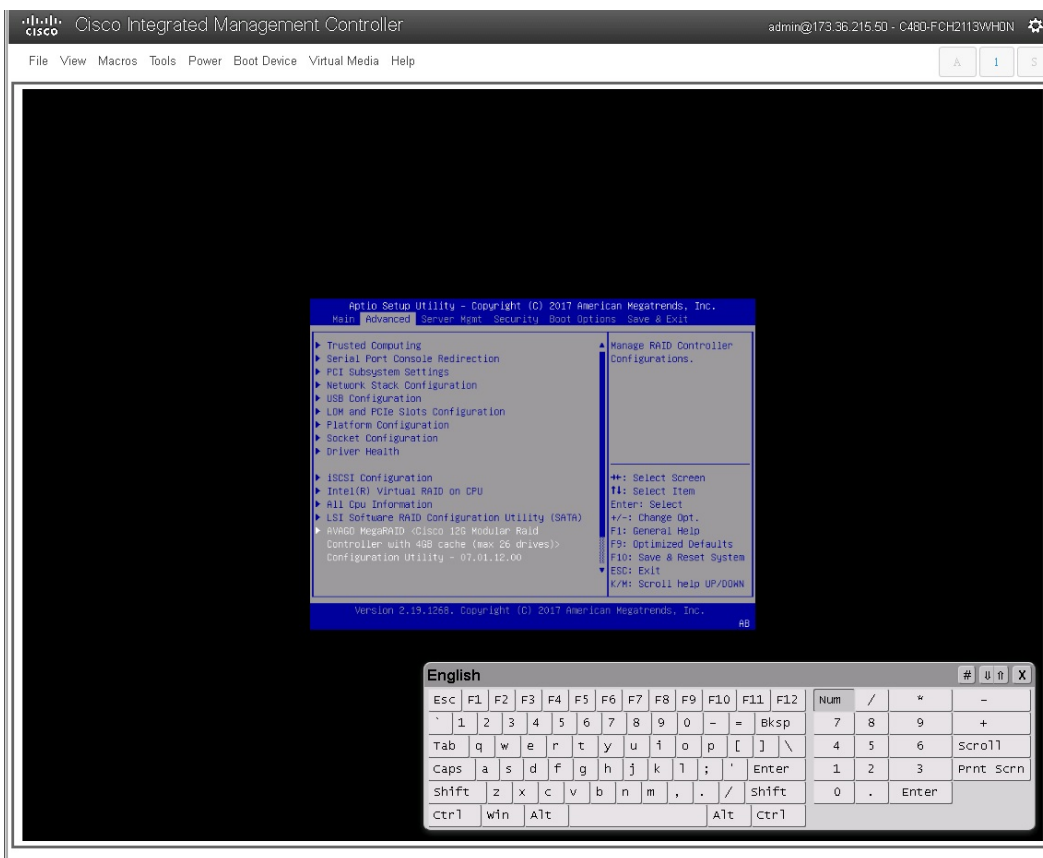 cisco Cisco Integrated Management Controller
admin@173.36.215.50 - C480-FCH2113WH0N
File View Macros Tools Power Boot Device Virtual Media Help
A 1 S
Aptio Setup Utility - Copyright (C) 2017 American Megatrends, Inc.
Main Advanced Server Mgmt Security Boot Options Save & Exit
Trusted Computing
Serial Port Console Redirection
PCI Subsystem Settings
Network Stack Configuration
USB Configuration
LOM and PCIe Slots Configuration
Platform Configuration
Socket Configuration
Driver Health
iSCSI Configuration
Intel(R) Virtual RAID on CPU
All Cpu Information
LSI Software RAID Configuration Utility (SATA)
AVAGO MegaRAID <Cisco 12G Modular Raid
Controller with 4GB cache (max 26 drives)>
Configuration Utility - 07.01.12.00
Manage RAID Controller
Configurations.
→←: Select Screen
↑↓: Select Item
Enter: Select
+/-: Change Opt.
F1: General Help
F9: Optimized Defaults
F10: Save & Reset System
ESC: Exit
K/M: Scroll help UP/DOWN
Version 2.19.1268. Copyright (C) 2017 American Megatrends, Inc.
AB
English # ⇓⇑ X
Esc F1 F2 F3 F4 F5 F6 F7 F8 F9 F10 F11 F12 Num / * -
` 1 2 3 4 5 6 7 8 9 0 - = Bksp 7 8 9 +
Tab q w e r t y u i o p [ ] \ 4 5 6 Scroll
Caps a s d f g h j k l ; ' Enter 1 2 3 Prnt Scrn
Shift z x c v b n m , . / Shift 0 . Enter
Ctrl Win Alt Alt Ctrl